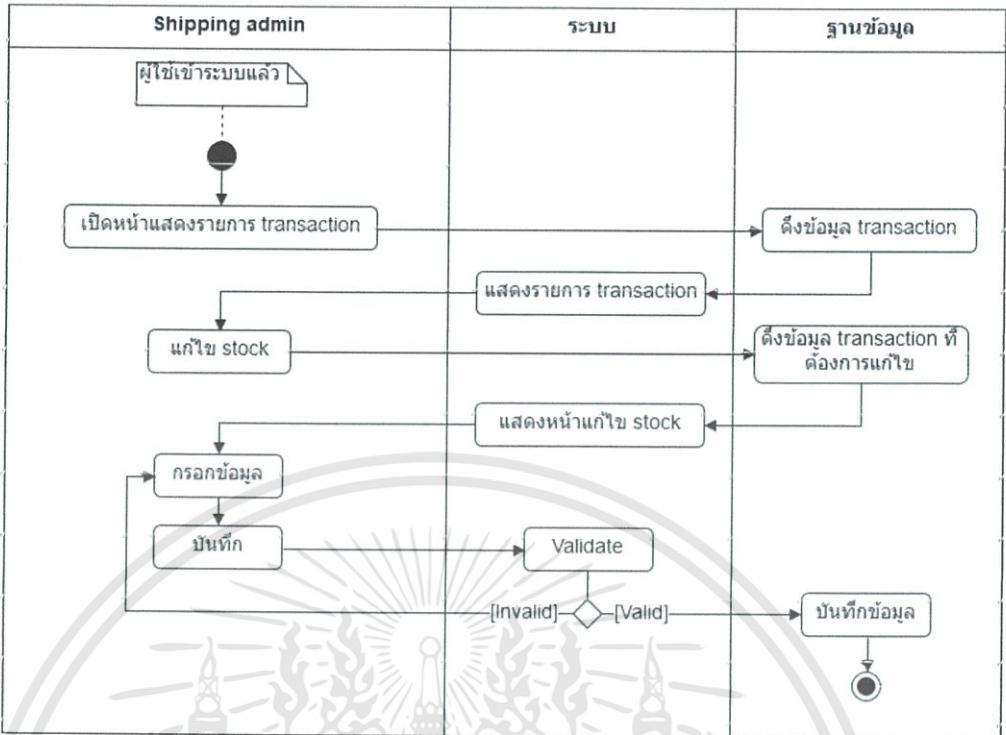 Shipping admin
ระบบ
ฐานข้อมูล
ผู้ใช้เข้าระบบแล้ว
เปิดหน้าแสดงรายการ transaction
ดึงข้อมูล transaction
แสดงรายการ transaction
แก้ไข stock
ดึงข้อมูล transaction ที่
ต้องการแก้ไข
แสดงหน้าแก้ไข stock
กรอกข้อมูล
บันทึก
Validate
[Invalid]
[Valid]
บันทึกข้อมูล